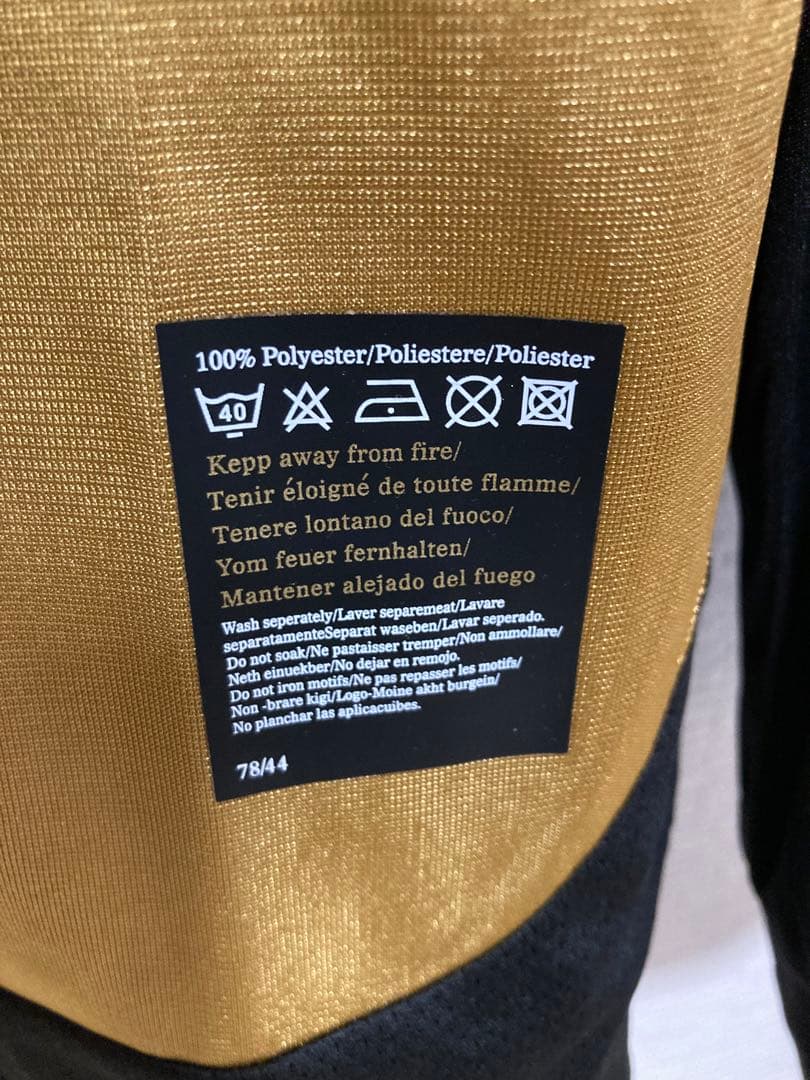 100% Polyester/Poliestere/Poliester
40
Kepp away from fire/
Tenir éloigné de toute flamme/
Tenere lontano del fuoco/
Yom feuer fernhalten/
Mantener alejado del fuego
Wash seperately/Laver separemeat/Lavare
separatamenteSeparat waseben/Lavar seperado.
Do not soak/Ne pastaisser tremper/Non ammollare/
Neth einuekber/No dejar en remojo.
Do not iron motifs/Ne pas repasser les motifs/
Non -brare kigi/Logo-Moine akht burgein/
No planchar las aplicacuibes.
78/44